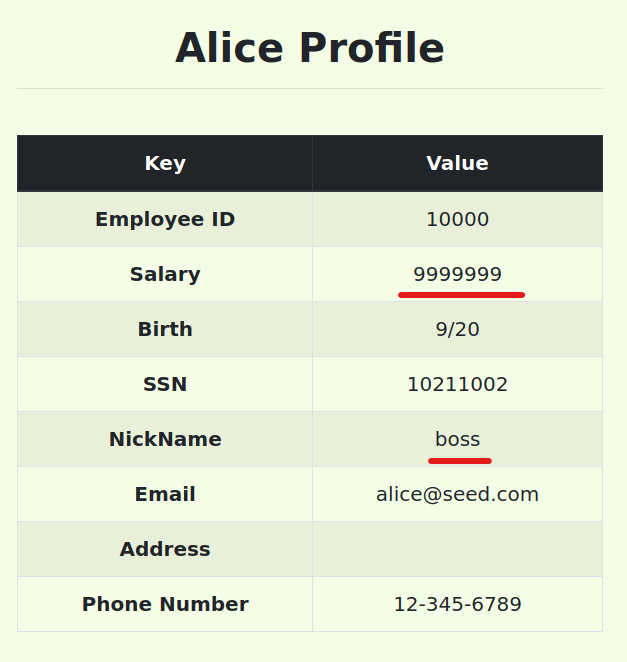 Alice Profile
Key Value
Employee ID 10000
Salary 9999999
Birth 9/20
SSN 10211002
NickName boss
Email alice@seed.com
Address
Phone Number 12-345-6789